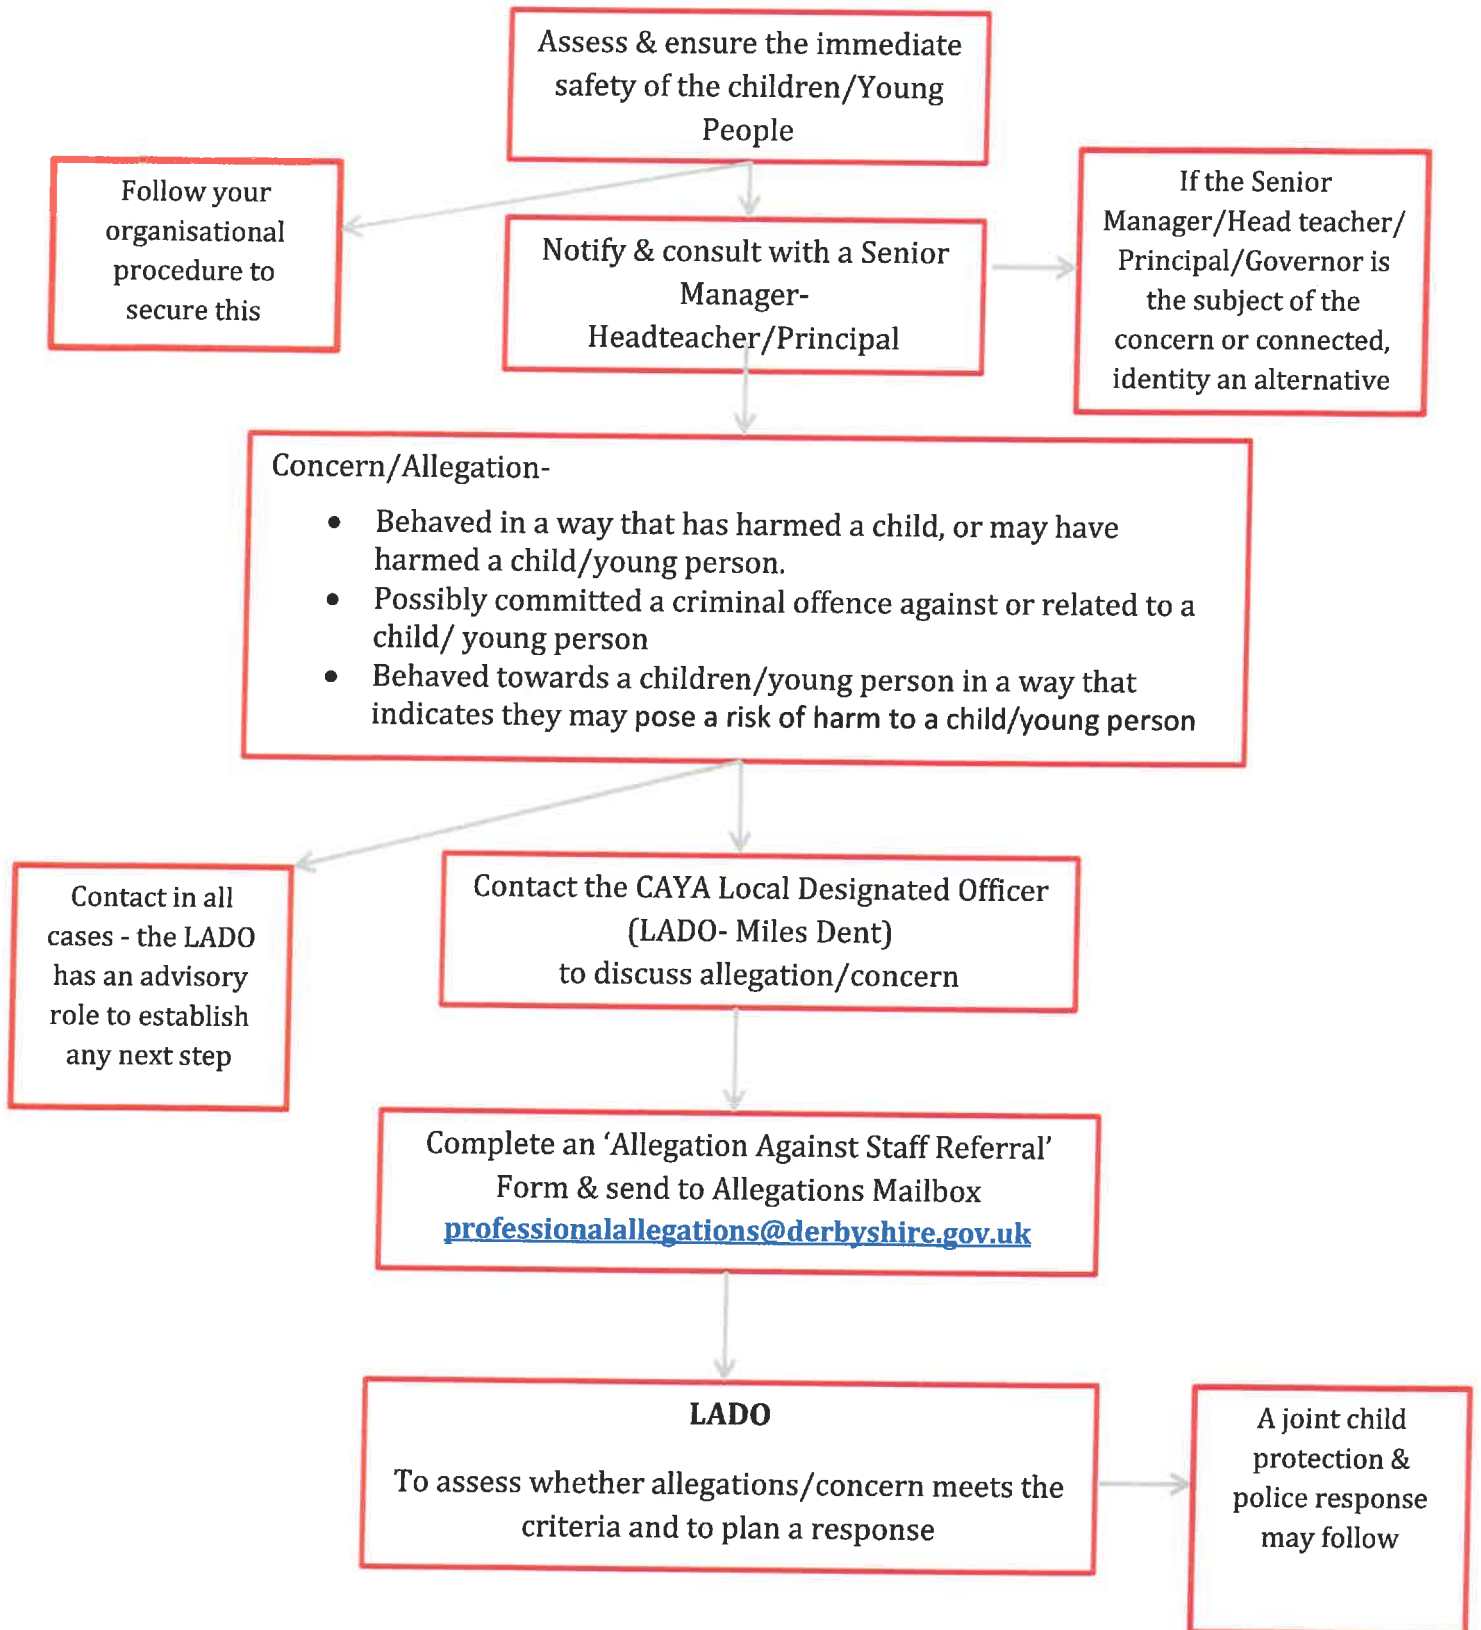 Assess & ensure the immediate
safety of the children/Young
People
Follow your
organisational
procedure to
secure this
Notify & consult with a Senior
Manager-
Headteacher/Principal
If the Senior
Manager/Head teacher/
Principal/Governor is
the subject of the
concern or connected,
identity an alternative
Concern/Allegation-
• Behaved in a way that has harmed a child, or may have
harmed a child/young person.
• Possibly committed a criminal offence against or related to a
child/ young person
• Behaved towards a children/young person in a way that
indicates they may pose a risk of harm to a child/young person
Contact in all
cases - the LADO
has an advisory
role to establish
any next step
Contact the CAYA Local Designated Officer
(LADO- Miles Dent)
to discuss allegation/concern
Complete an ‘Allegation Against Staff Referral’
Form & send to Allegations Mailbox
professionalallegations@derbyshire.gov.uk
LADO
To assess whether allegations/concern meets the
criteria and to plan a response
A joint child
protection &
police response
may follow